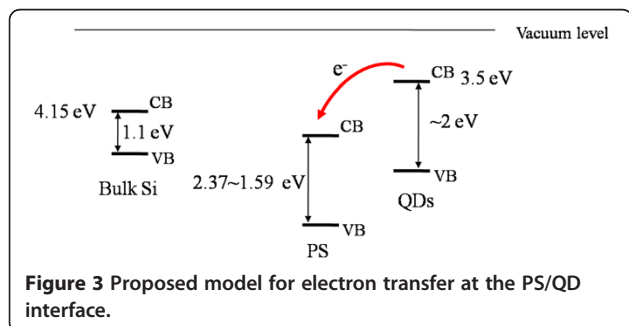 Vacuum level
e-
CB 3.5 eV
4.15 eV
CB
CB
1.1 eV
~2 eV
VB
VB
Bulk Si
2.37~1.59 eV
QDs
VB
PS
Figure 3 Proposed model for electron transfer at the PS/QD
interface.